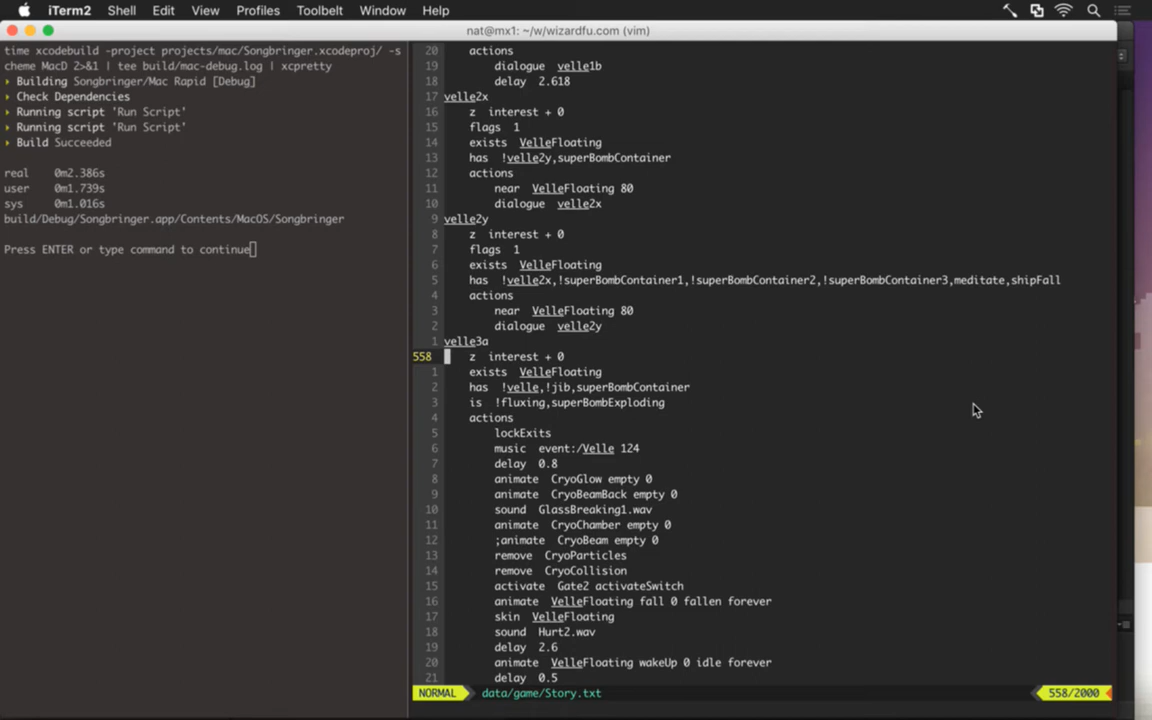 iTerm2 Shell Edit View Profiles Toolbelt Window Help
nat@mx1: ~/w/wizardfu.com (vim)
time xcodebuild -project projects/mac/Songbringer.xcodeproj/ -s
cheme MacD 2>&1 | tee build/mac-debug.log | xcpretty
Building Songbringer/Mac Rapid [Debug]
Check Dependencies
Running script 'Run Script'
Running script 'Run Script'
Build Succeeded
real 0m2.386s
user 0m1.739s
sys 0m1.016s
build/Debug/Songbringer.app/Contents/MacOS/Songbringer
Press ENTER or type command to continue
20 actions
19 dialogue velle1b
18 delay 2.618
17 velle2x
16 z interest + 0
15 flags 1
14 exists VelleFloating
13 has !velle2y,superBombContainer
12 actions
11 near VelleFloating 80
10 dialogue velle2x
9 velle2y
8 z interest + 0
7 flags 1
6 exists VelleFloating
5 has !velle2x,!superBombContainer1,!superBombContainer2,!superBombContainer3,meditate,shipFall
4 actions
3 near VelleFloating 80
2 dialogue velle2y
1 velle3a
558 z interest + 0
1 exists VelleFloating
2 has !velle,!jib,superBombContainer
3 is !fluxing,superBombExploding
4 actions
5 lockExits
6 music event:/Velle 124
7 delay 0.8
8 animate CryoGlow empty 0
9 animate CryoBeamBack empty 0
10 sound GlassBreaking1.wav
11 animate CryoChamber empty 0
12 ;animate CryoBeam empty 0
13 remove CryoParticles
14 remove CryoCollision
15 activate Gate2 activateSwitch
16 animate VelleFloating fall 0 fallen forever
17 skin VelleFloating
18 sound Hurt2.wav
19 delay 2.6
20 animate VelleFloating wakeUp 0 idle forever
21 delay 0.5
NORMAL data/game/Story.txt 558/2000